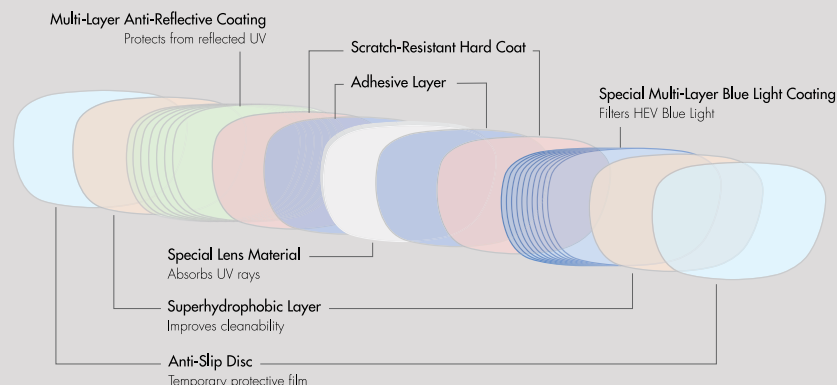 Multi-Layer Anti-Reflective Coating
Protects from reflected UV
Scratch-Resistant Hard Coat
Adhesive Layer
Special Multi-Layer Blue Light Coating
Filters HEV Blue Light
Special Lens Material
Absorbs UV rays
Superhydrophobic Layer
Improves cleanability
Anti-Slip Disc
Temporary protective film